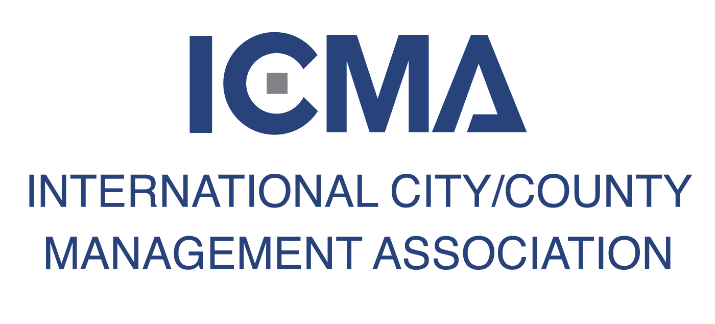 ICMA
INTERNATIONAL CITY/COUNTY
MANAGEMENT ASSOCIATION